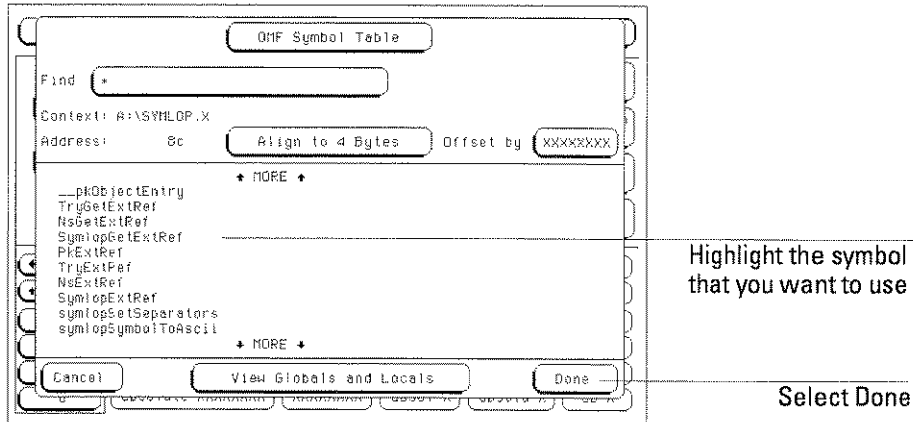 OMF Symbol Table
Find *
Context: A:\SYMLOP.X
Address: 8c Align to 4 Bytes Offset by XXXXXXXX
↑ MORE ↑
__pkObjectEntry
TryGetExtRef
NsGetExtRef
SymlopGetExtRef
PkExtRef
TryExtRef
NsExtRef
SymlopExtRef
symlopSetSeparators
symlopSymbolToAscii
↓ MORE ↓
Cancel View Globals and Locals Done
Highlight the symbol
that you want to use
Select Done